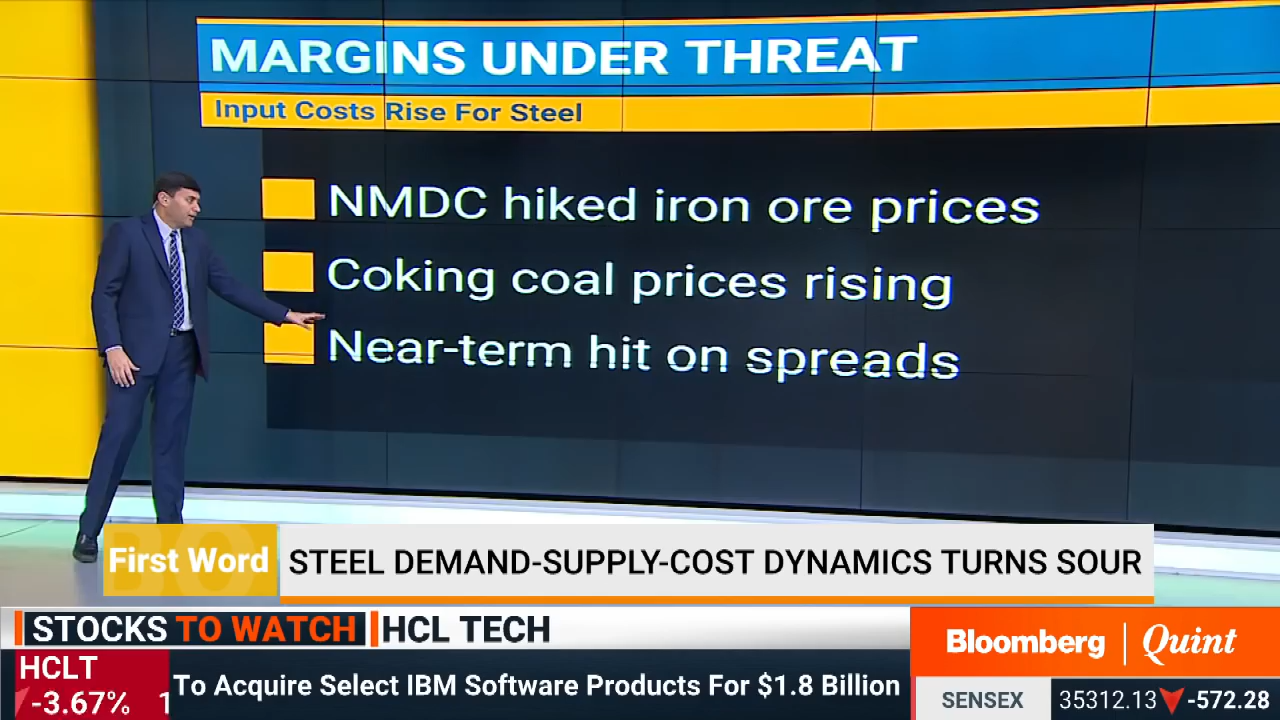 MARGINS UNDER THREAT
Input Costs Rise For Steel
NMDC hiked iron ore prices
Coking coal prices rising
Near-term hit on spreads
First Word
STEEL DEMAND-SUPPLY-COST DYNAMICS TURNS SOUR
STOCKS TO WATCH HCL TECH
Bloomberg | Quint
HCLT
-3.67% 1
To Acquire Select IBM Software Products For $1.8 Billion
SENSEX 35312.13 -572.28